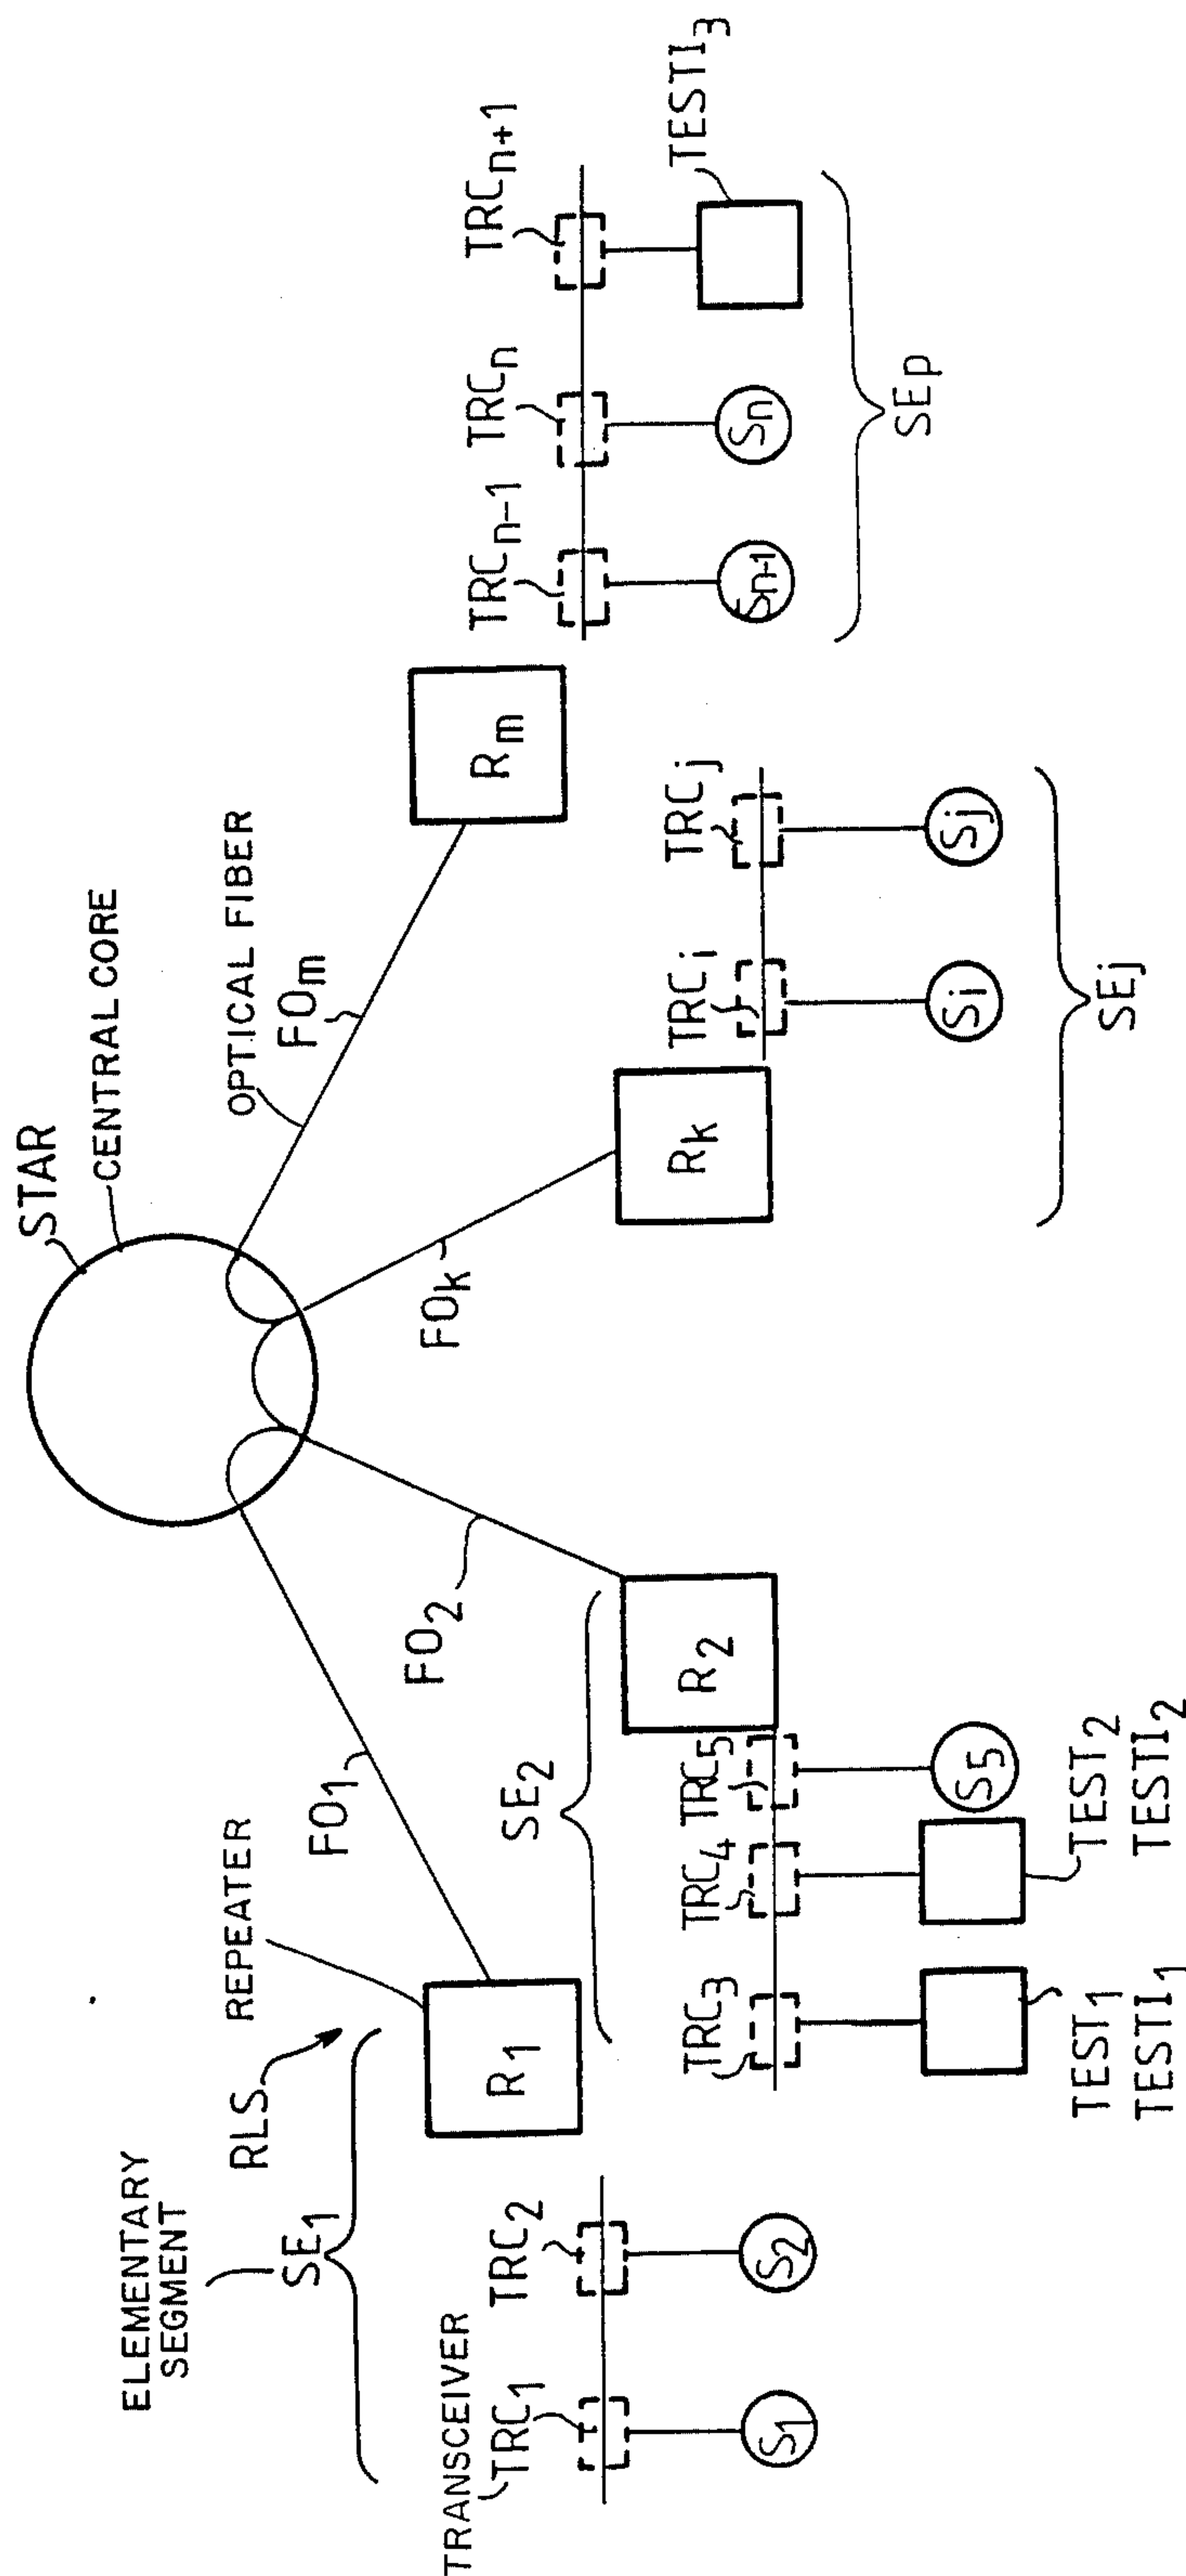 STAR
CENTRAL CORE
OPTICAL FIBER
FO₁
FO₂
FOₖ
FOₘ
ELEMENTARY
SEGMENT
SE₁
RLS
REPEATER
R₁
TRANSCEIVER
TRC₁
TRC₂
S₁
S₂
SE₂
R₂
TRC₃
TRC₄
TRC₅
S₅
TEST₁
TESTI₁
TEST₂
TESTI₂
Rₖ
TRCᵢ
TRCⱼ
Sᵢ
Sⱼ
SEⱼ
Rₘ
TRCₙ₋₁
TRCₙ
TRCₙ₊₁
Sₙ₋₁
Sₙ
TESTI₃
SEₚ